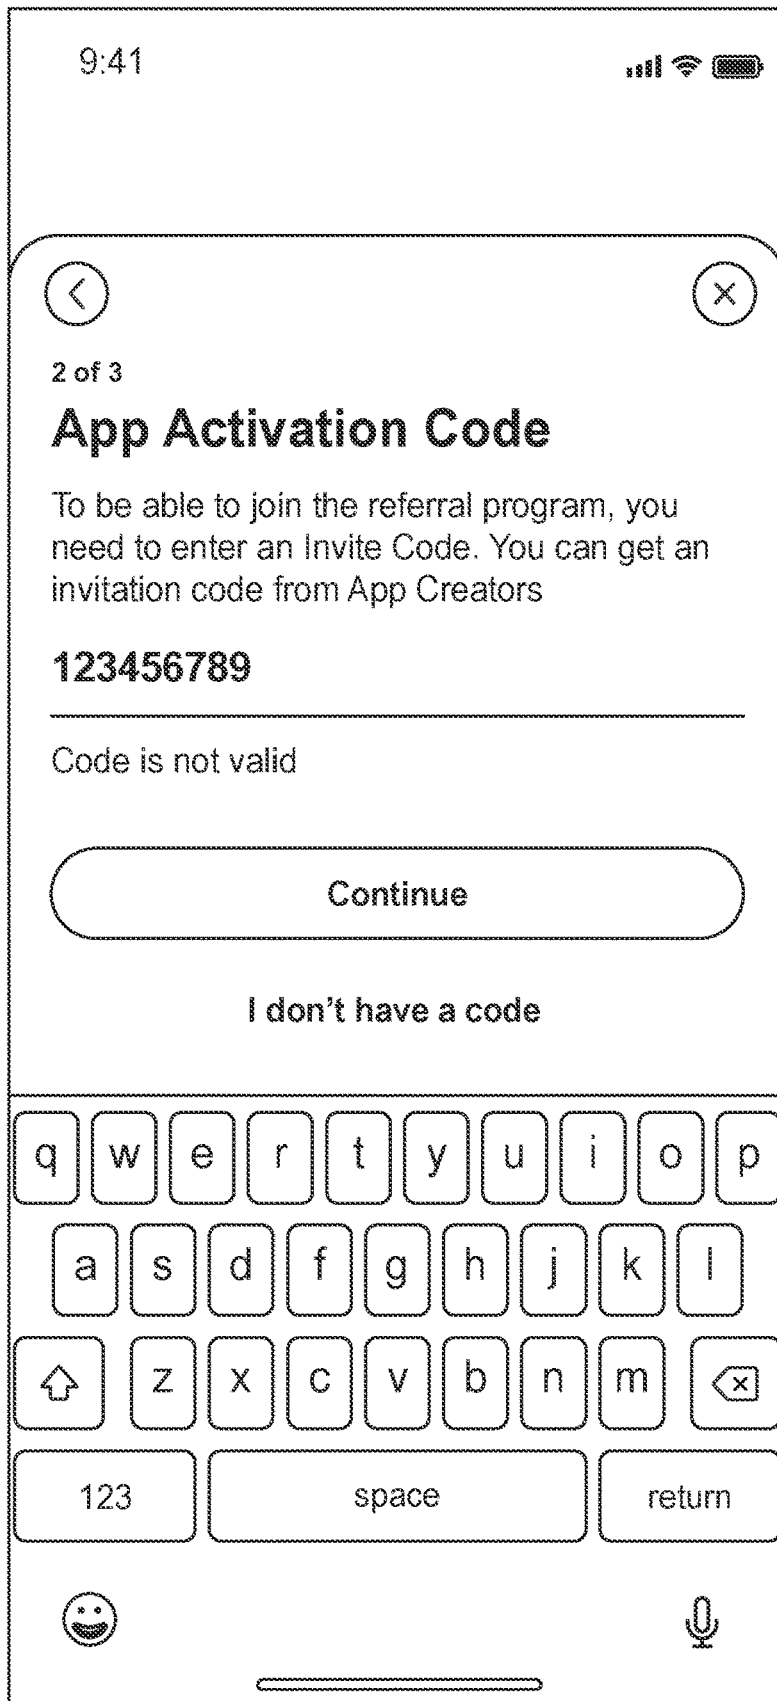 9:41
2 of 3
App Activation Code
To be able to join the referral program, you
need to enter an Invite Code. You can get an
invitation code from App Creators
123456789
Code is not valid
Continue
I don't have a code
q w e r t y u i o p
a s d f g h j k l
z x c v b n m
123 space return